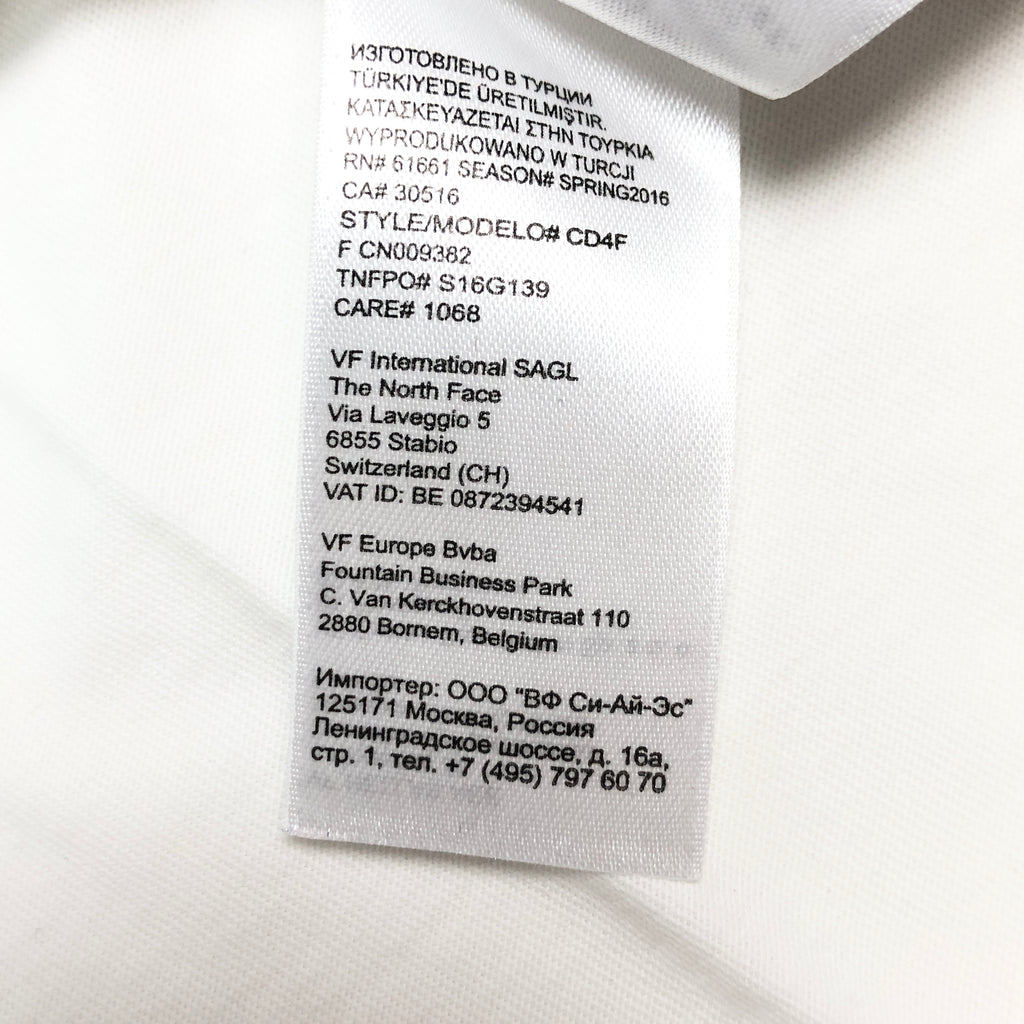 ИЗГОТОВЛЕНО В ТУРЦИИ
TÜRKIYE'DE ÜRETILMIŞTIR.
ΚΑΤΑΣΚΕΥΑΖΕΤΑΙ ΣΤΗΝ ΤΟΥΡΚΙΑ
WYPRODUKOWANO W TURCJI
RN# 61661 SEASON# SPRING2016
CA# 30516
STYLE/MODELO# CD4F
F CN009382
TNFPO# S16G139
CARE# 1068
VF International SAGL
The North Face
Via Laveggio 5
6855 Stabio
Switzerland (CH)
VAT ID: BE 0872394541
VF Europe Bvba
Fountain Business Park
C. Van Kerckhovenstraat 110
2880 Bornem, Belgium
Импортер: ООО "ВФ Си-Ай-Эс"
125171 Москва, Россия
Ленинградское шоссе, д. 16а,
стр. 1, тел. +7 (495) 797 60 70